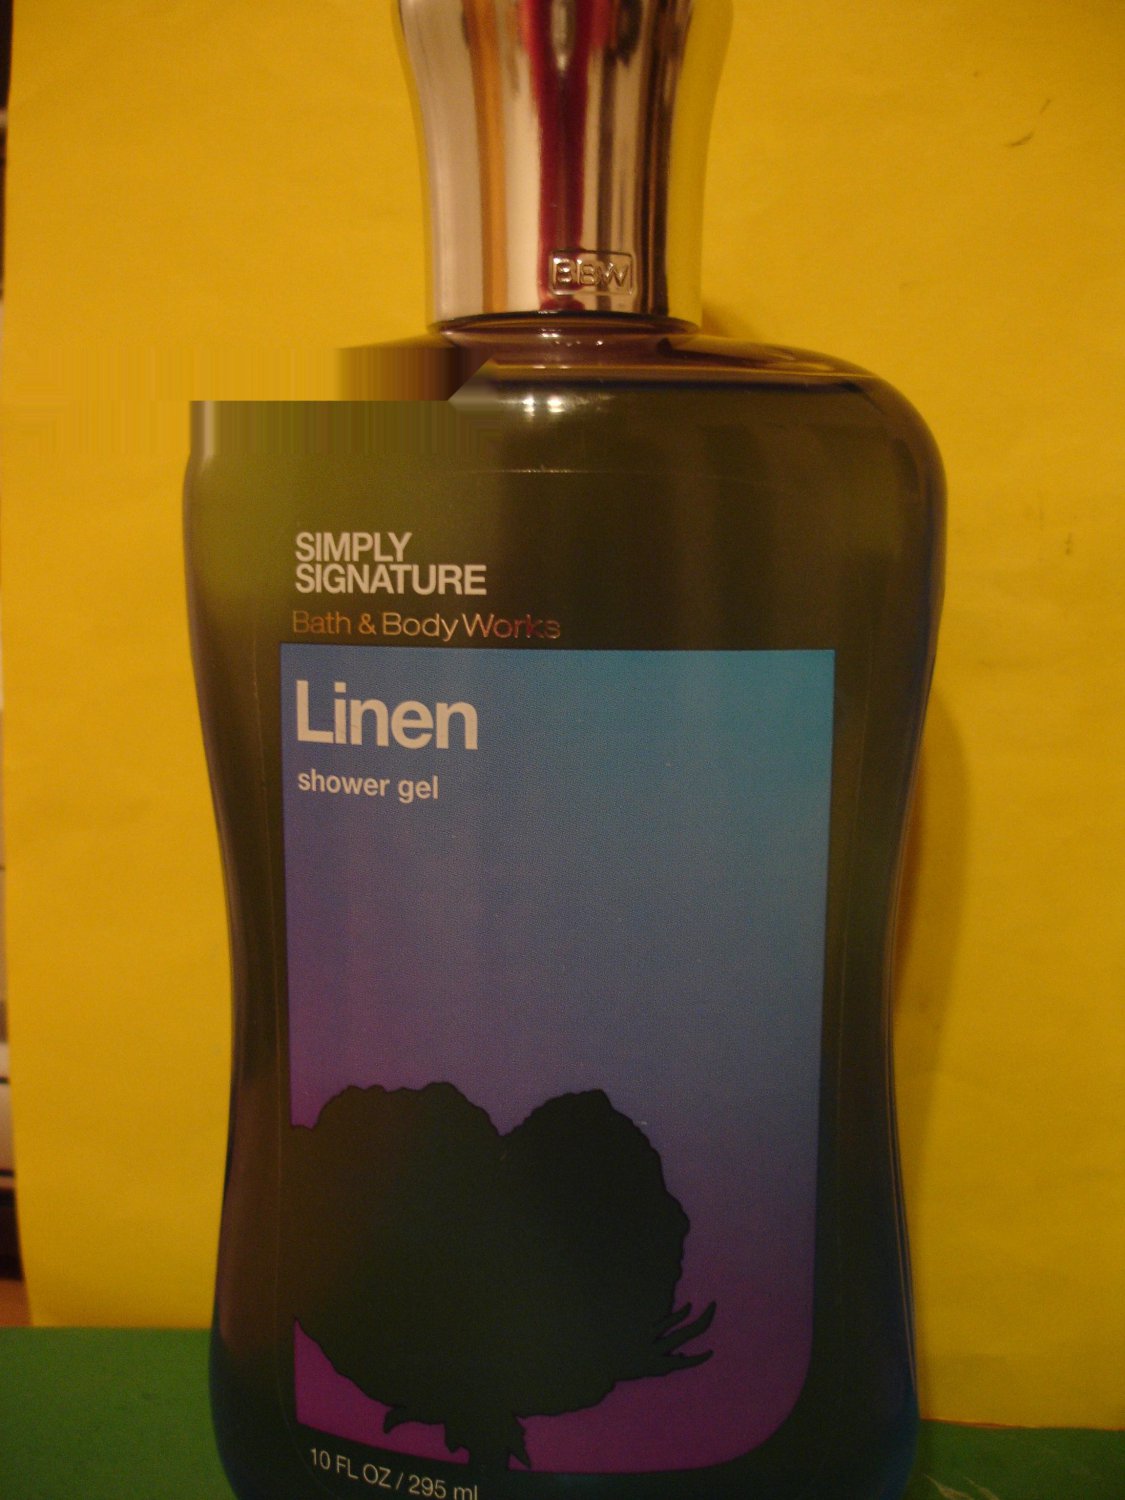 BBW
SIMPLY
SIGNATURE
Bath & Body Works
Linen
shower gel
10 FL OZ / 295 ml